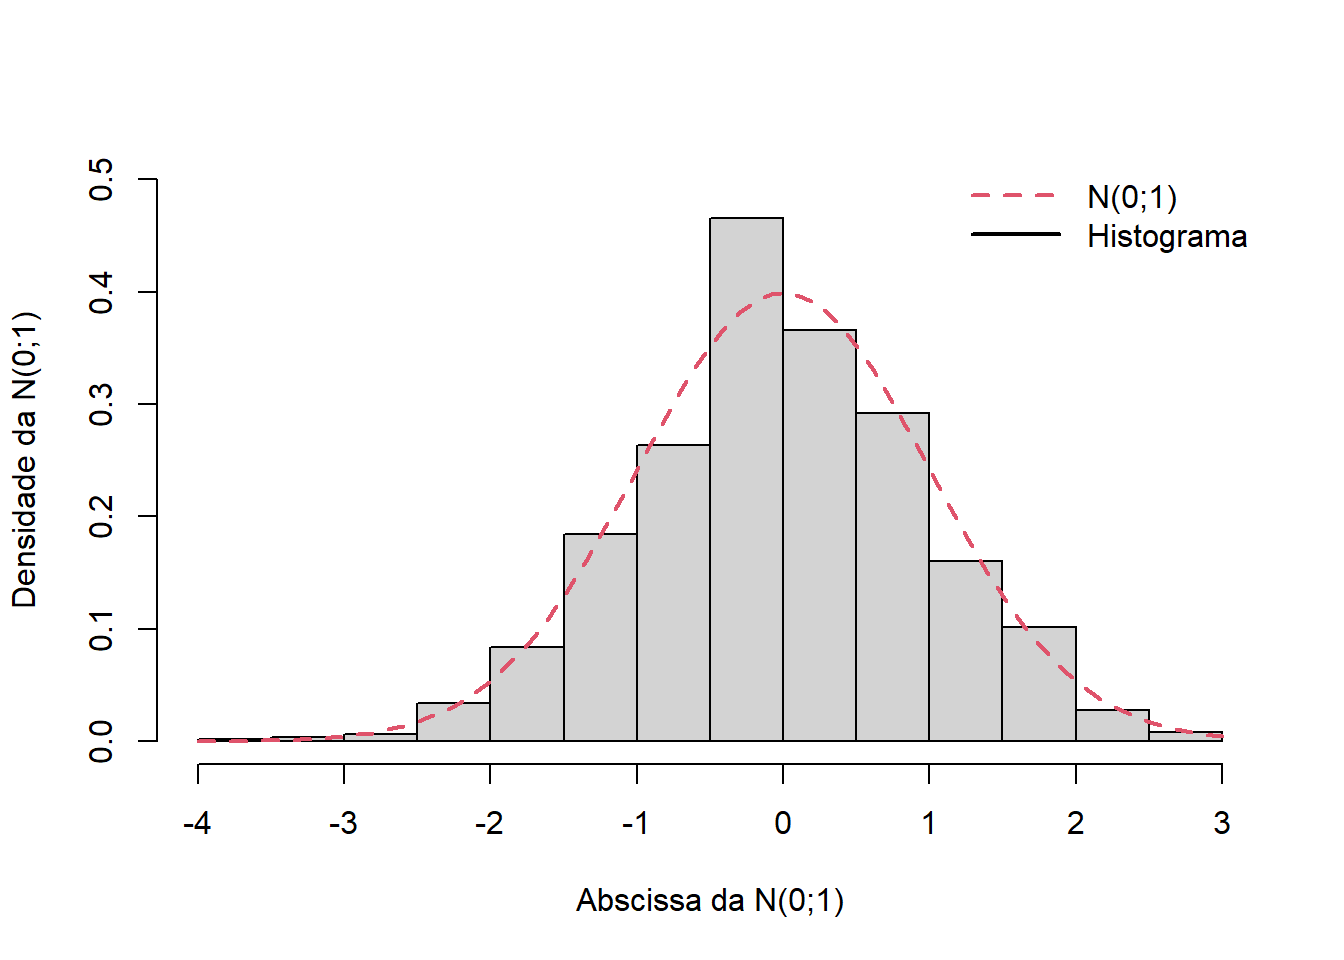 N(0;1)
Histograma
Densidade da N(0;1)
0.5
0.4
0.3
0.2
0.1
0.0
-4 -3 -2 -1 0 1 2 3
Abscissa da N(0;1)